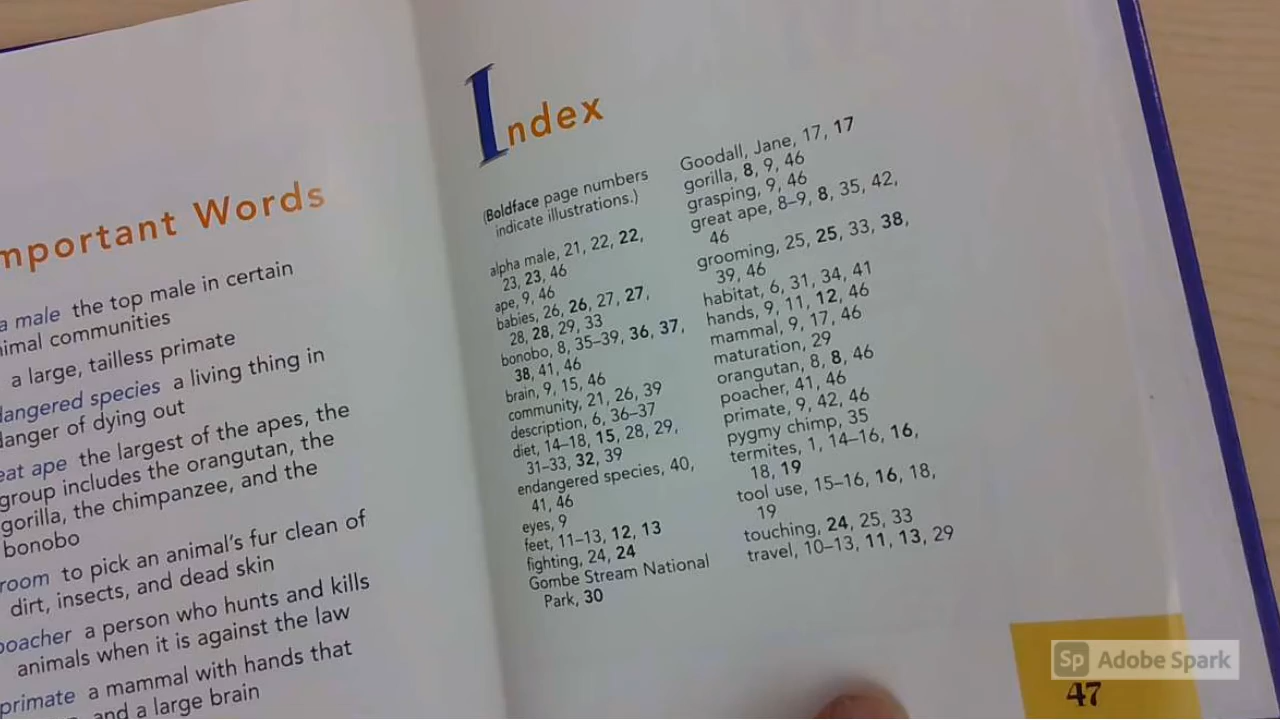 mportant Words
a male the top male in certain
imal communities
a large, tailless primate
dangered species a living thing in
danger of dying out
eat ape the largest of the apes, the
group includes the orangutan, the
gorilla, the chimpanzee, and the
bonobo
room to pick an animal's fur clean of
dirt, insects, and dead skin
poacher a person who hunts and kills
animals when it is against the law
primate a mammal with hands that
and a large brain
Index
(Boldface page numbers
indicate illustrations.)
alpha male, 21, 22, 22,
23, 23, 46
ape, 9, 46
babies, 26, 26, 27, 27,
28, 28, 29, 33
bonobo, 8, 35–39, 36, 37,
38, 41, 46
brain, 9, 15, 46
community, 21, 26, 39
description, 6, 36–37
diet, 14–18, 15, 28, 29,
31–33, 32, 39
endangered species, 40,
41, 46
eyes, 9
feet, 11–13, 12, 13
fighting, 24, 24
Gombe Stream National
Park, 30
Goodall, Jane, 17, 17
gorilla, 8, 9, 46
grasping, 9, 46
great ape, 8–9, 8, 35, 42,
46
grooming, 25, 25, 33, 38,
39, 46
habitat, 6, 31, 34, 41
hands, 9, 11, 12, 46
mammal, 9, 17, 46
maturation, 29
orangutan, 8, 8, 46
poacher, 41, 46
primate, 9, 42, 46
pygmy chimp, 35
termites, 1, 14–16, 16,
18, 19
tool use, 15–16, 16, 18,
19
touching, 24, 25, 33
travel, 10–13, 11, 13, 29
47
Sp Adobe Spark